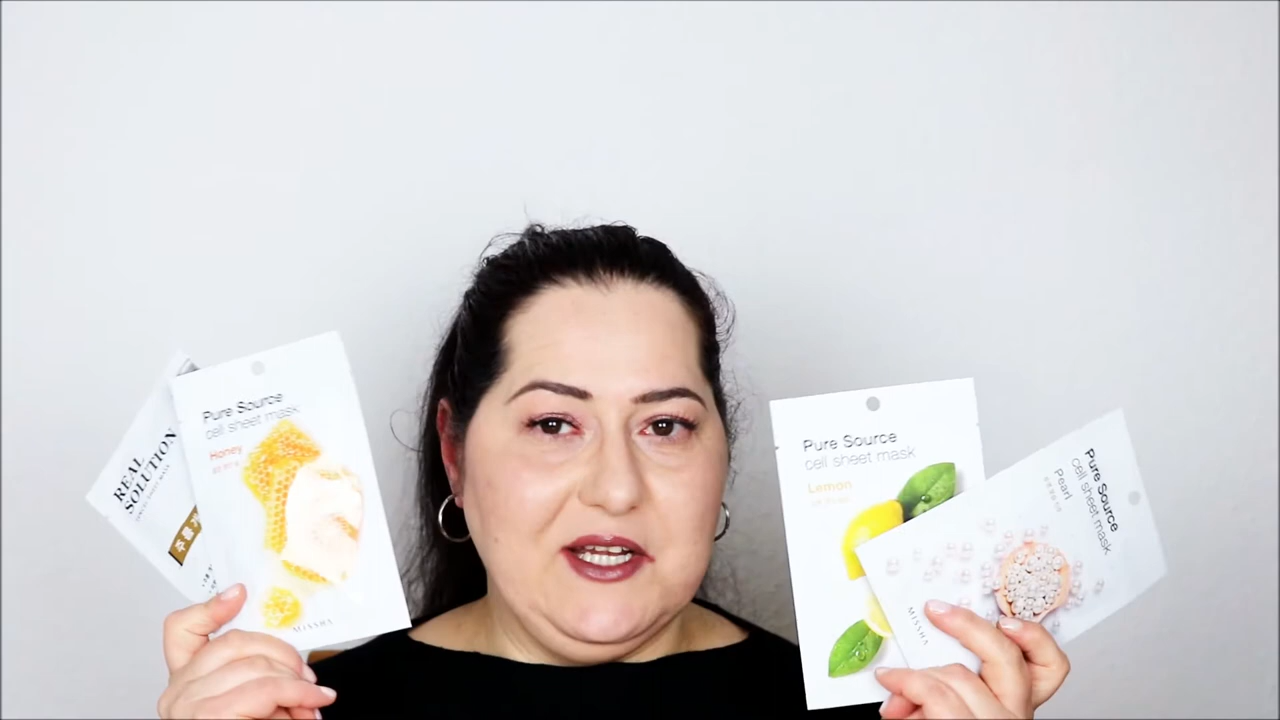 REAL
SOLUTION
Pure Source
cell sheet mask
Honey
MISSHA
Pure Source
cell sheet mask
Lemon
Pure Source
cell sheet mask
Pearl
MISSHA